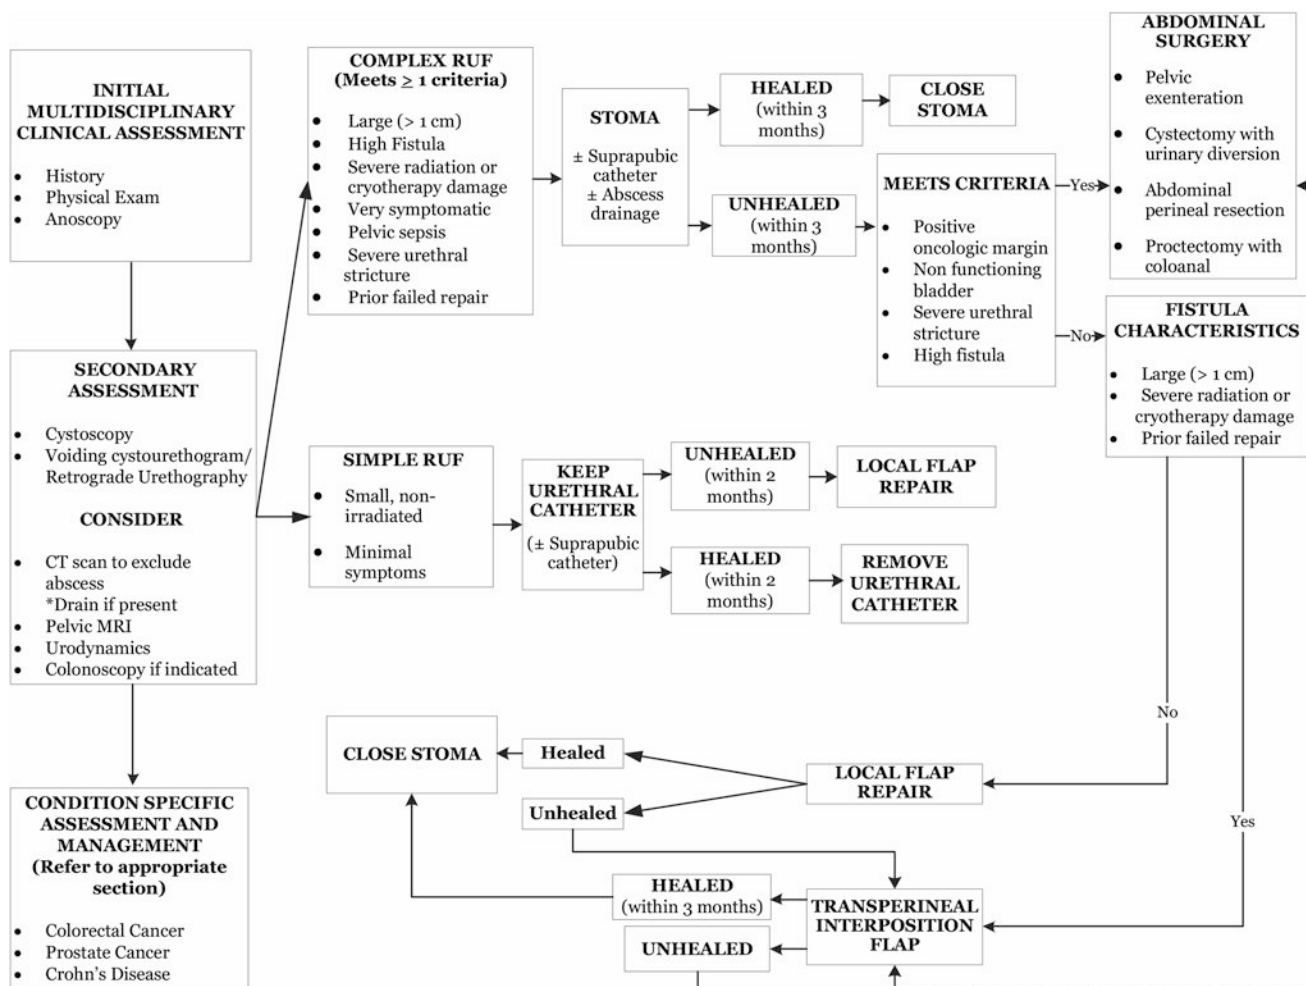 INITIAL
MULTIDISCIPLINARY
CLINICAL ASSESSMENT
• History
• Physical Exam
• Anoscopy
SECONDARY
ASSESSMENT
• Cystoscopy
• Voiding cystourethogram/
Retrograde Urethography
CONSIDER
• CT scan to exclude
abscess
*Drain if present
• Pelvic MRI
• Urodynamics
• Colonoscopy if indicated
CONDITION SPECIFIC
ASSESSMENT AND
MANAGEMENT
(Refer to appropriate
section)
• Colorectal Cancer
• Prostate Cancer
• Crohn's Disease
COMPLEX RUF
(Meets ≥ 1 criteria)
• Large (> 1 cm)
• High Fistula
• Severe radiation or
cryotherapy damage
• Very symptomatic
• Pelvic sepsis
• Severe urethral
stricture
• Prior failed repair
STOMA
± Suprapubic
catheter
± Abscess
drainage
HEALED
(within 3
months)
CLOSE
STOMA
UNHEALED
(within 3
months)
MEETS CRITERIA
• Positive
oncologic margin
• Non functioning
bladder
• Severe urethral
stricture
• High fistula
Yes
No
ABDOMINAL
SURGERY
• Pelvic
exenteration
• Cystectomy with
urinary diversion
• Abdominal
perineal resection
• Proctectomy with
coloanal
FISTULA
CHARACTERISTICS
• Large (> 1 cm)
• Severe radiation or
cryotherapy damage
• Prior failed repair
SIMPLE RUF
• Small, non-
irradiated
• Minimal
symptoms
KEEP
URETHRAL
CATHETER
(± Suprapubic
catheter)
UNHEALED
(within 2
months)
LOCAL FLAP
REPAIR
HEALED
(within 2
months)
REMOVE
URETHRAL
CATHETER
No
Yes
LOCAL FLAP
REPAIR
Healed
CLOSE STOMA
Unhealed
TRANSPERINEAL
INTERPOSITION
FLAP
HEALED
(within 3 months)
UNHEALED